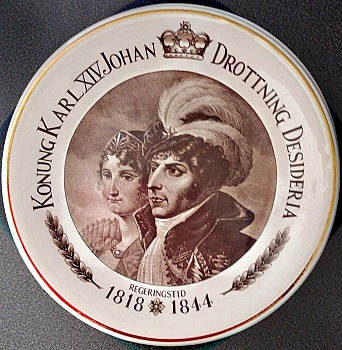 KONUNG KARL XIV JOHAN DROTTNING DESIDERIA
REGERINGSTID
1818 1844